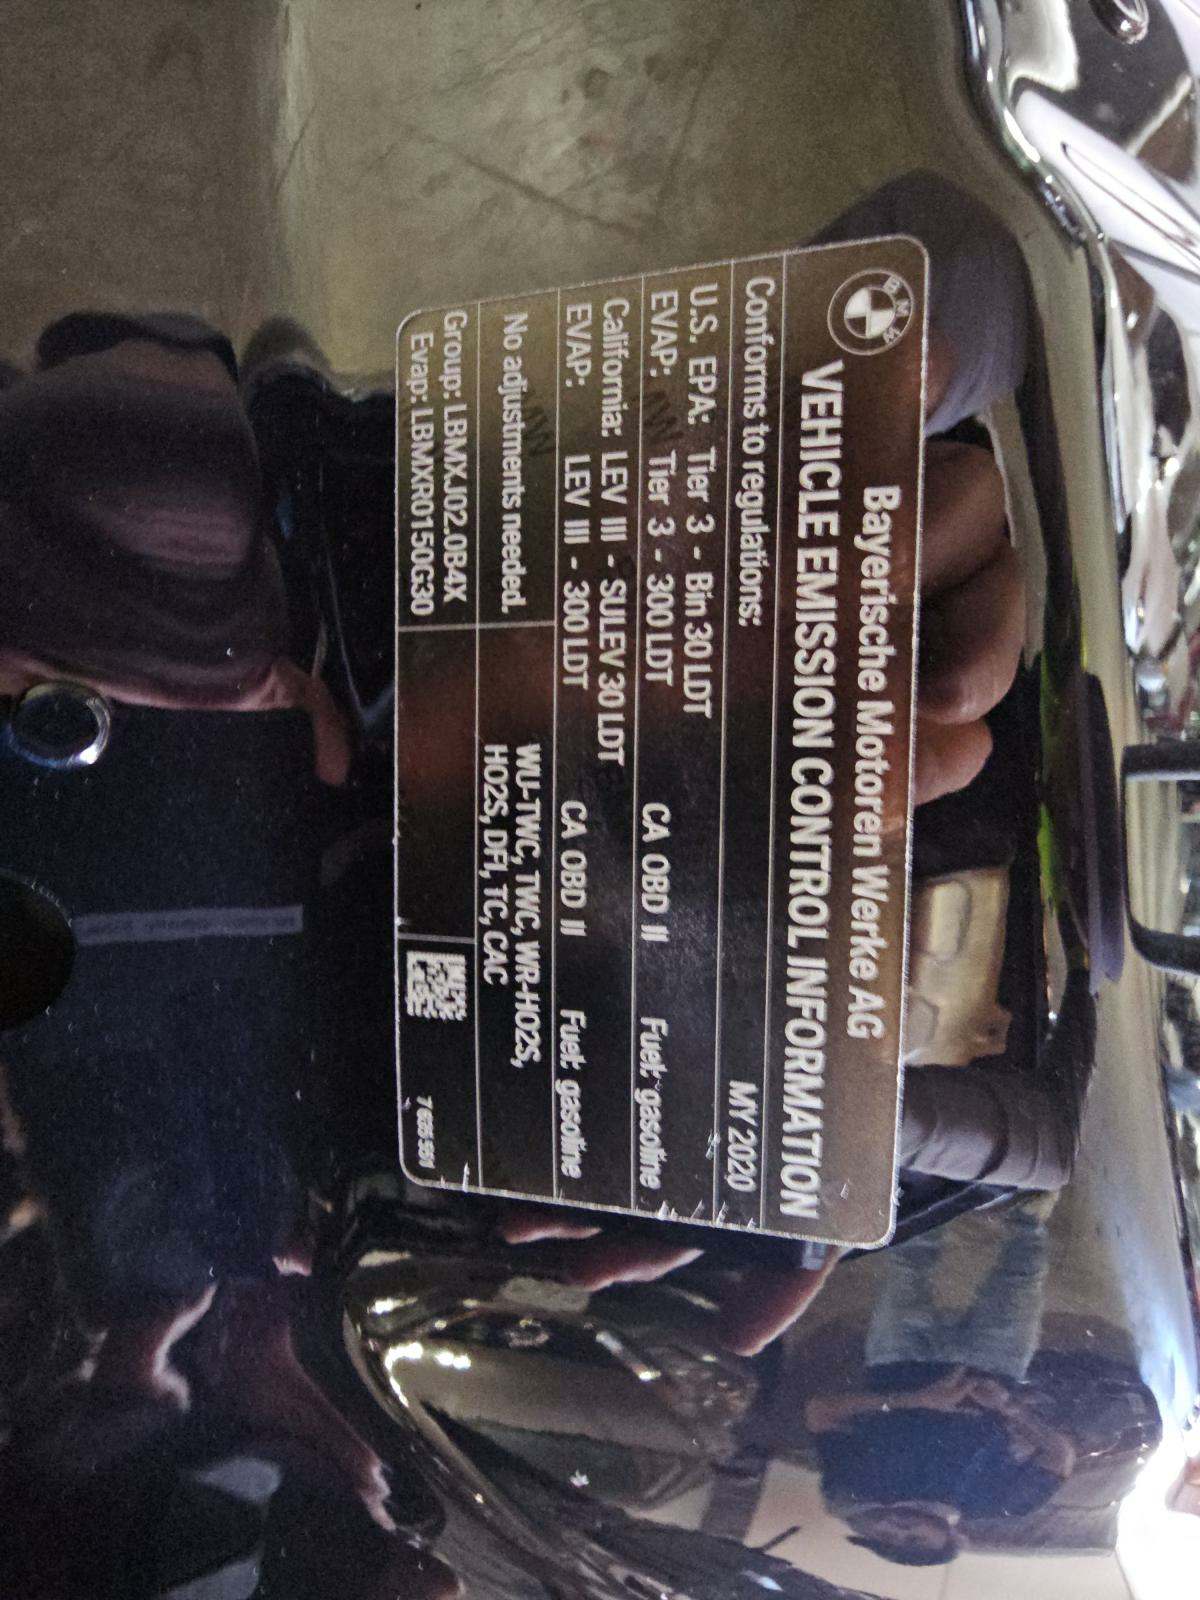 BMW
Bayerische Motoren Werke AG
VEHICLE EMISSION CONTROL INFORMATION
Conforms to regulations: MY 2020
U.S. EPA: Tier 3 - Bin 30 LDT
EVAP: Tier 3 - 300 LDT CA OBD II Fuel: gasoline
California: LEV III - SULEV 30 LDT
EVAP: LEV III - 300 LDT CA OBD II Fuel: gasoline
No adjustments needed. WU-TWC, TWC, WR-HO2S,
HO2S, DFI, TC, CAC
Group: LBMXJ02.0B4X
Evap: LBMXR0150G30